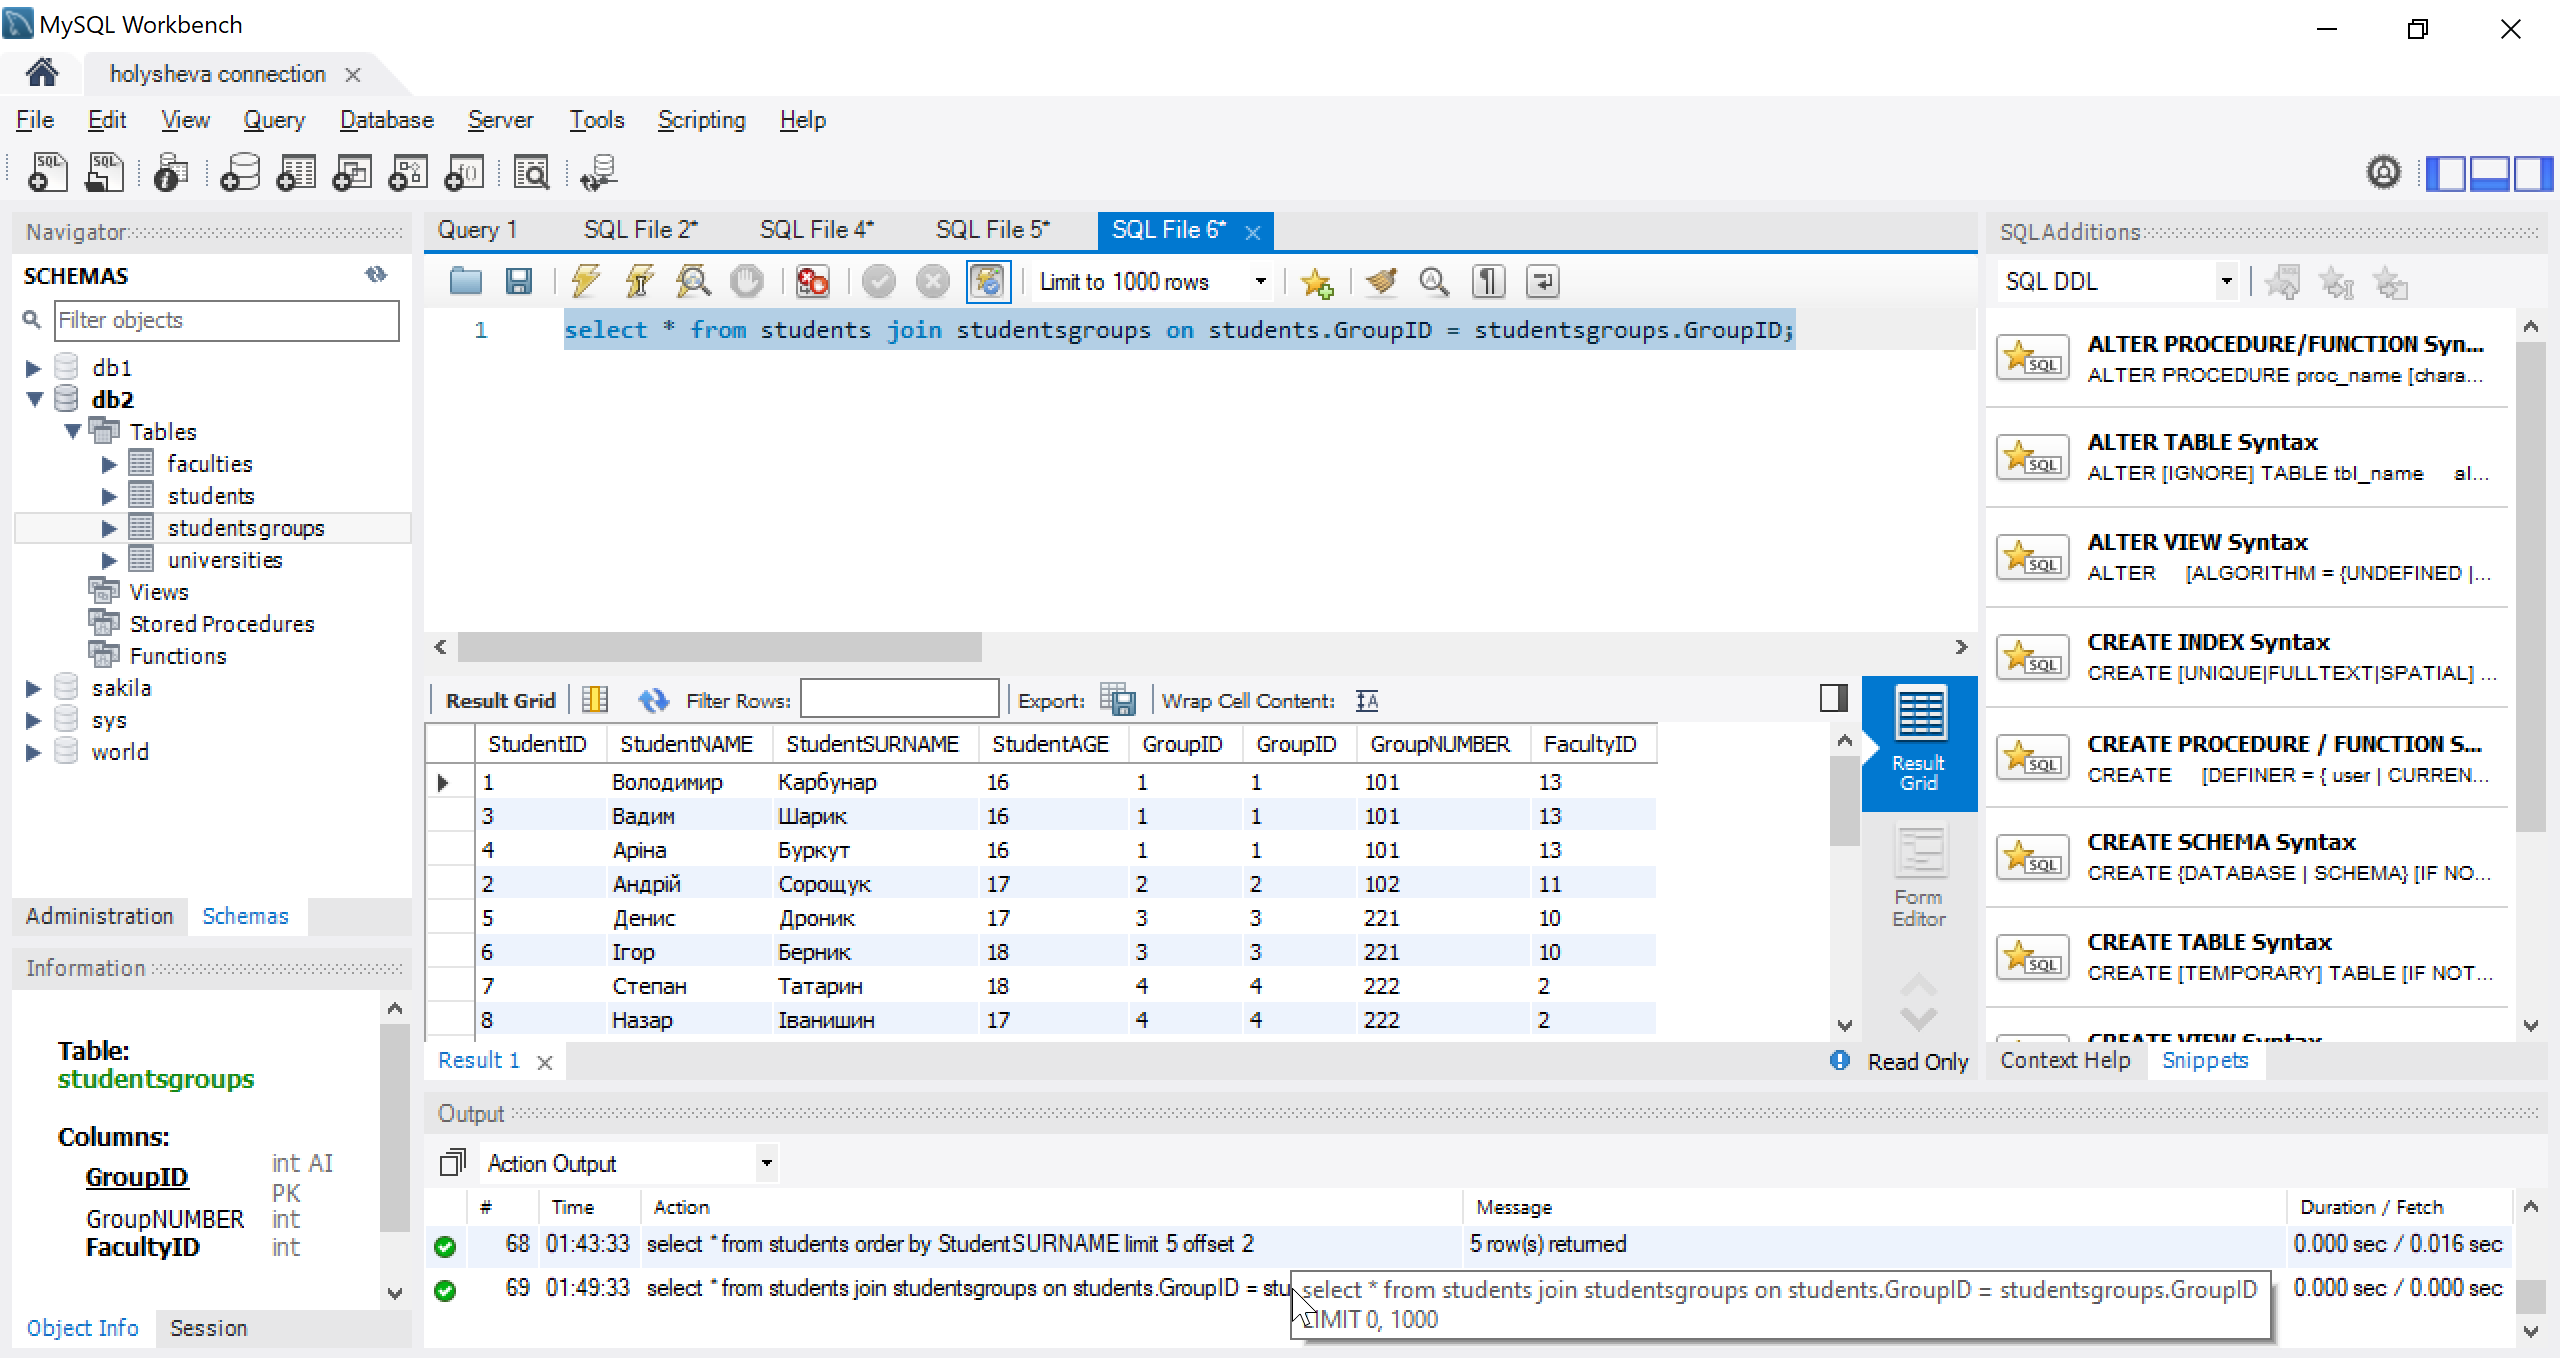 MySQL Workbench
holysheva connection
File Edit View Query Database Server Tools Scripting Help
Navigator
SCHEMAS
Filter objects
db1
db2
Tables
faculties
students
studentsgroups
universities
Views
Stored Procedures
Functions
sakila
sys
world
Administration Schemas
Information
Table:
studentsgroups
Columns:
GroupID int AI
PK
GroupNUMBER int
FacultyID int
Object Info Session
Query 1 SQL File 2* SQL File 4* SQL File 5* SQL File 6*
Limit to 1000 rows
1 select * from students join studentsgroups on students.GroupID = studentsgroups.GroupID;
Result Grid Filter Rows: Export: Wrap Cell Content:
StudentID StudentNAME StudentSURNAME StudentAGE GroupID GroupID GroupNUMBER FacultyID
1 Володимир Карбунар 16 1 1 101 13
3 Вадим Шарик 16 1 1 101 13
4 Аріна Буркут 16 1 1 101 13
2 Андрій Сорощук 17 2 2 102 11
5 Денис Дроник 17 3 3 221 10
6 Ігор Берник 18 3 3 221 10
7 Степан Татарин 18 4 4 222 2
8 Назар Іванишин 17 4 4 222 2
Result
Grid
Form
Editor
Result 1 Read Only
Output
Action Output
# Time Action Message Duration / Fetch
68 01:43:33 select * from students order by StudentSURNAME limit 5 offset 2 5 row(s) returned 0.000 sec / 0.016 sec
69 01:49:33 select * from students join studentsgroups on students.GroupID = stu 0.000 sec / 0.000 sec
select * from students join studentsgroups on students.GroupID = studentsgroups.GroupID
LIMIT 0, 1000
SQLAdditions
SQL DDL
ALTER PROCEDURE/FUNCTION Syn...
ALTER PROCEDURE proc_name [chara...
ALTER TABLE Syntax
ALTER [IGNORE] TABLE tbl_name al...
ALTER VIEW Syntax
ALTER [ALGORITHM = {UNDEFINED |...
CREATE INDEX Syntax
CREATE [UNIQUE|FULLTEXT|SPATIAL] ...
CREATE PROCEDURE / FUNCTION S...
CREATE [DEFINER = { user | CURREN...
CREATE SCHEMA Syntax
CREATE {DATABASE | SCHEMA} [IF NO...
CREATE TABLE Syntax
CREATE [TEMPORARY] TABLE [IF NOT...
CREATE VIEW Syntax
Context Help Snippets